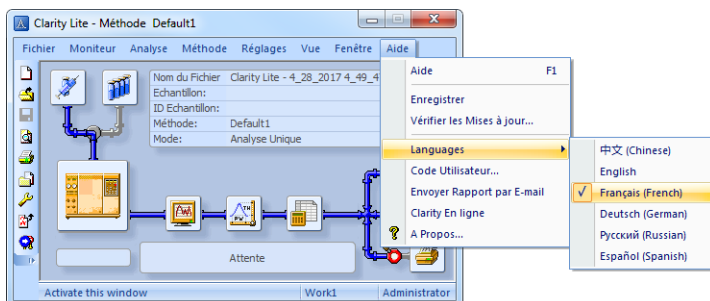 Clarity Lite - Méthode Default1
Fichier Moniteur Analyse Méthode Réglages Vue Fenêtre Aide
Nom du Fichier Clarity Lite - 4_28_2017 4_49_4
Echantillon:
ID Echantillon:
Méthode: Default1
Mode: Analyse Unique
Attente
Activate this window Work1 Administrator
Aide F1
Enregistrer
Vérifier les Mises à jour...
Languages
Code Utilisateur...
Envoyer Rapport par E-mail
Clarity En ligne
A Propos...
中文 (Chinese)
English
Français (French)
Deutsch (German)
Русский (Russian)
Español (Spanish)